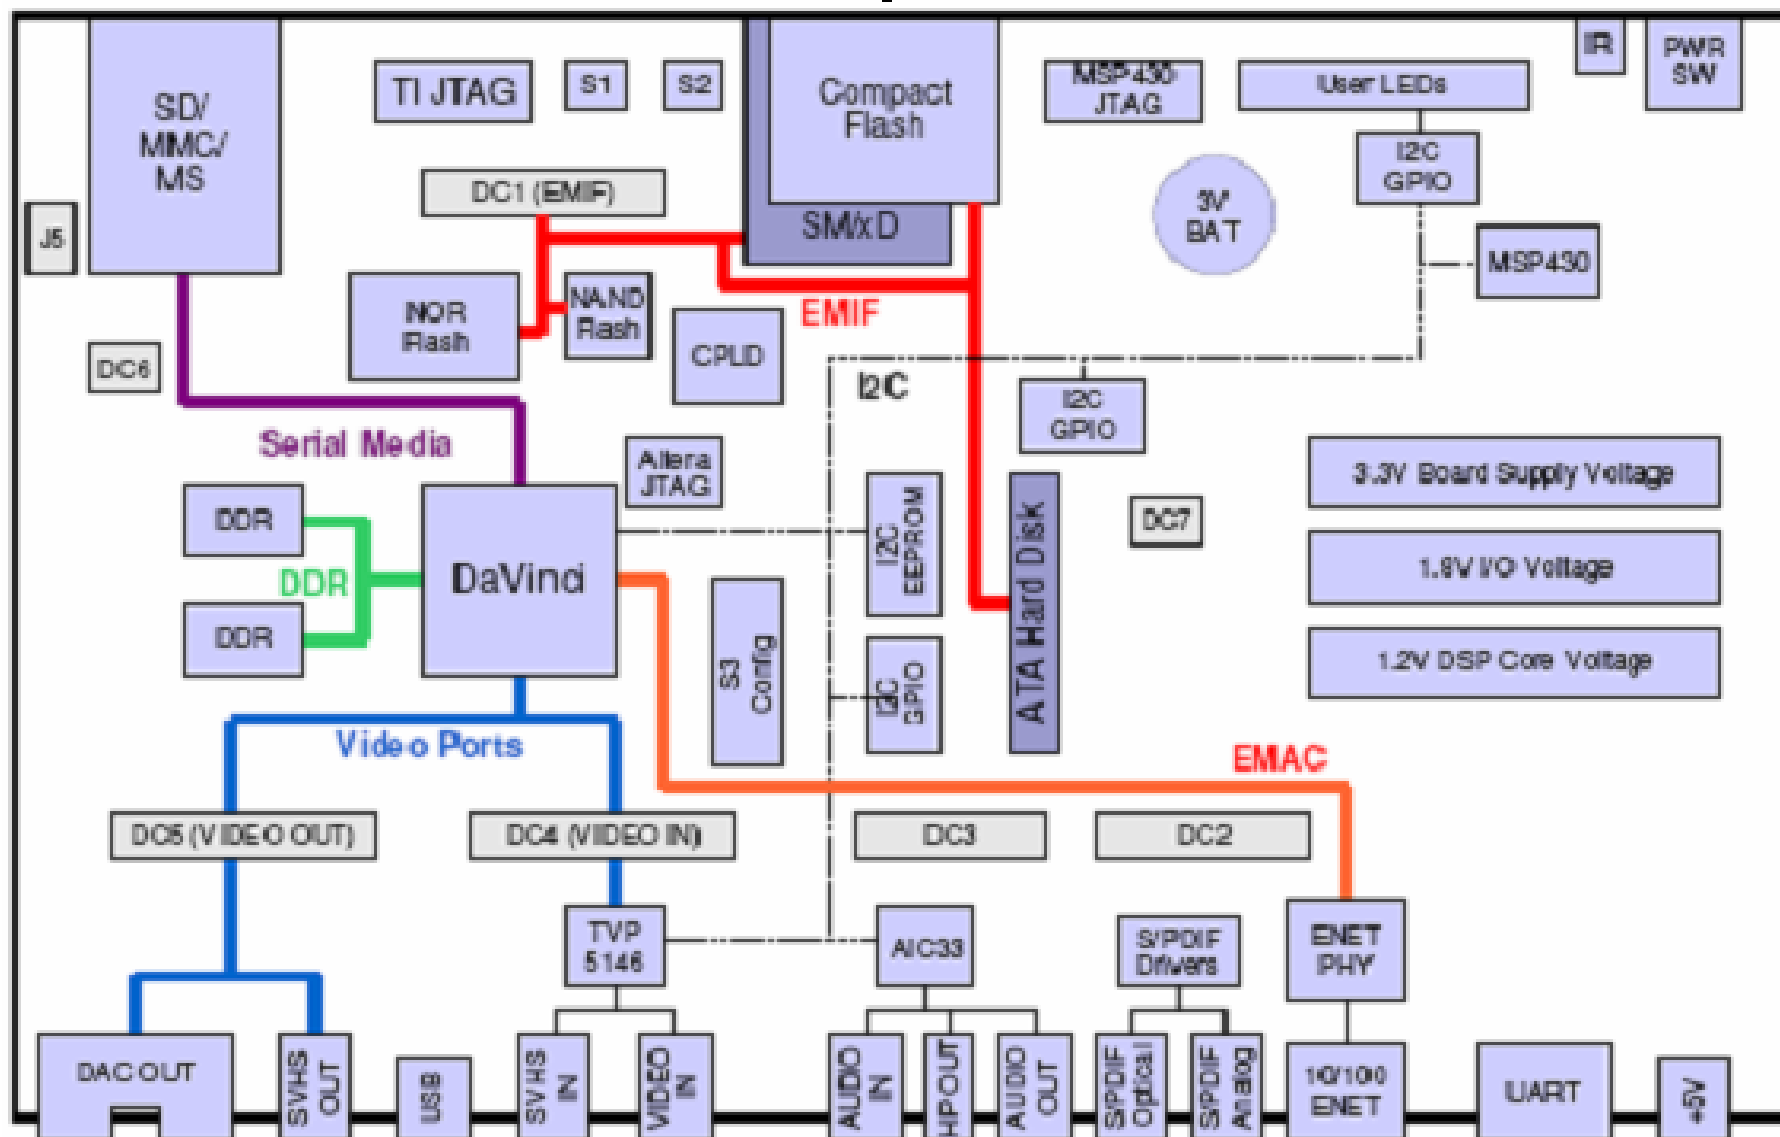 SD/
MMC/
MS
TI JTAG
S1
S2
Compact
Flash
MSP430
JTAG
User LEDs
IR
PWR
SW
I2C
GPIO
DC1 (EMIF)
3V
BAT
J5
SM/xD
MSP430
NOR
Flash
NAND
Flash
EMIF
CPLD
DC6
I2C
I2C
GPIO
Serial Media
Altera
JTAG
3.3V Board Supply Voltage
DDR
I2C
EEPROM
ATA Hard Disk
DC7
DDR
DaVinci
1.8V I/O Voltage
DDR
S3
Config
I2C
GPIO
1.2V DSP Core Voltage
Video Ports
EMAC
DC5 (VIDEO OUT)
DC4 (VIDEO IN)
DC3
DC2
TVP
5146
AIC33
S/PDIF
Drivers
ENET
PHY
DAC OUT
SVHS
OUT
USB
SVHS
IN
VIDEO
IN
AUDIO
IN
HPOUT
AUDIO
OUT
S/PDIF
Optical
S/PDIF
Analog
10/100
ENET
UART
+5V